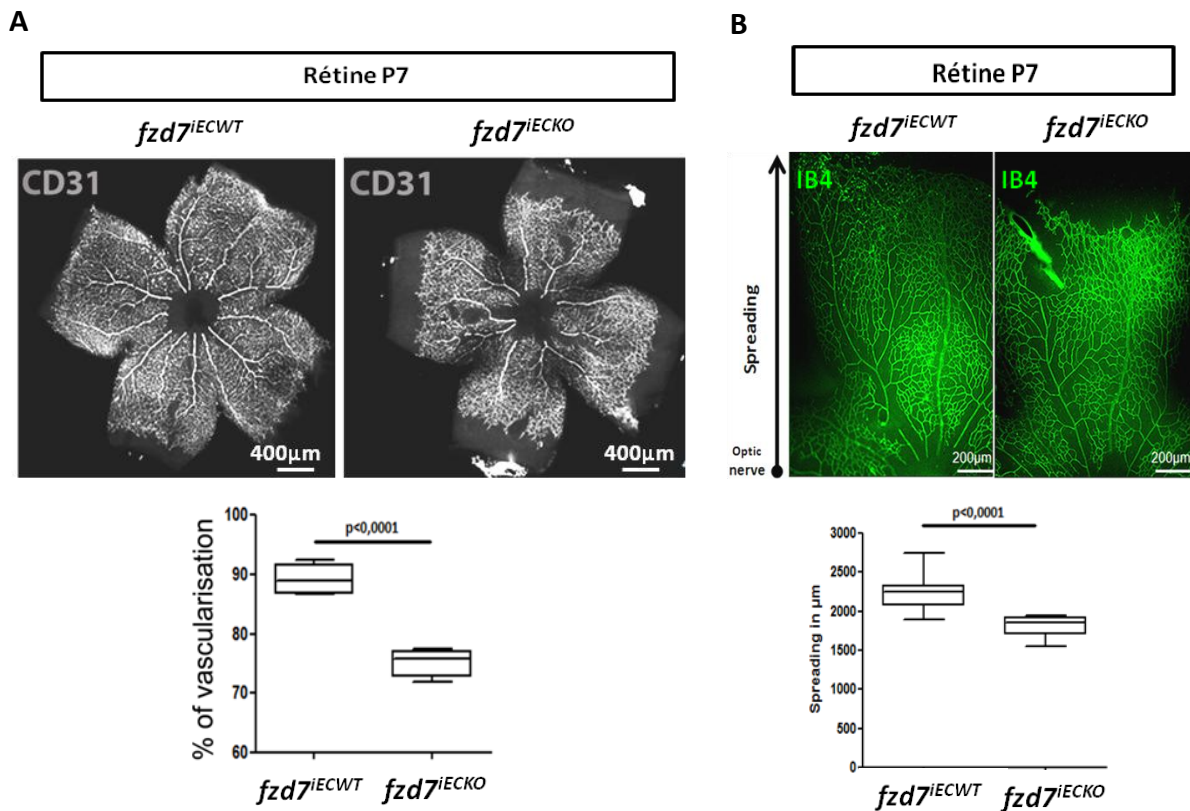 A
Rétine P7
fzd7iECWT fzd7iECKO
CD31 CD31
400µm 400µm
100
90
80
70
60
% of vascularisation
p<0,0001
fzd7iECWT fzd7iECKO
B
Rétine P7
fzd7iECWT fzd7iECKO
IB4 IB4
Spreading
Optic
nerve
200µm 200µm
3000
2500
2000
1500
1000
500
0
Spreading in µm
p<0,0001
fzd7iECWT fzd7iECKO